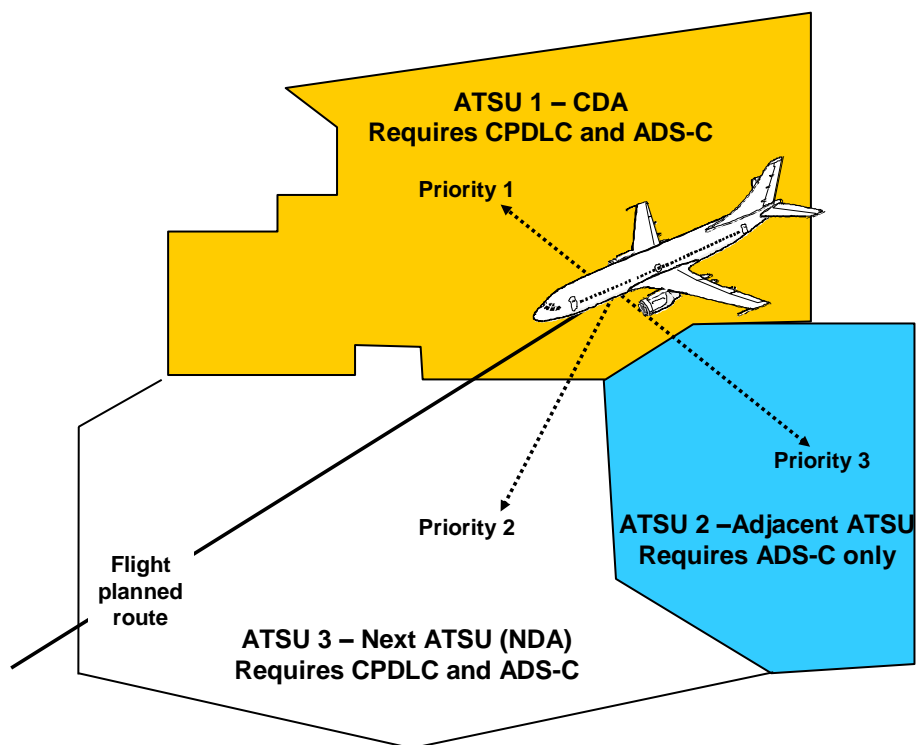 ATSU 1 – CDA
Requires CPDLC and ADS-C
Priority 1
Priority 3
Priority 2
ATSU 2 –Adjacent ATSU
Requires ADS-C only
Flight
planned
route
ATSU 3 – Next ATSU (NDA)
Requires CPDLC and ADS-C